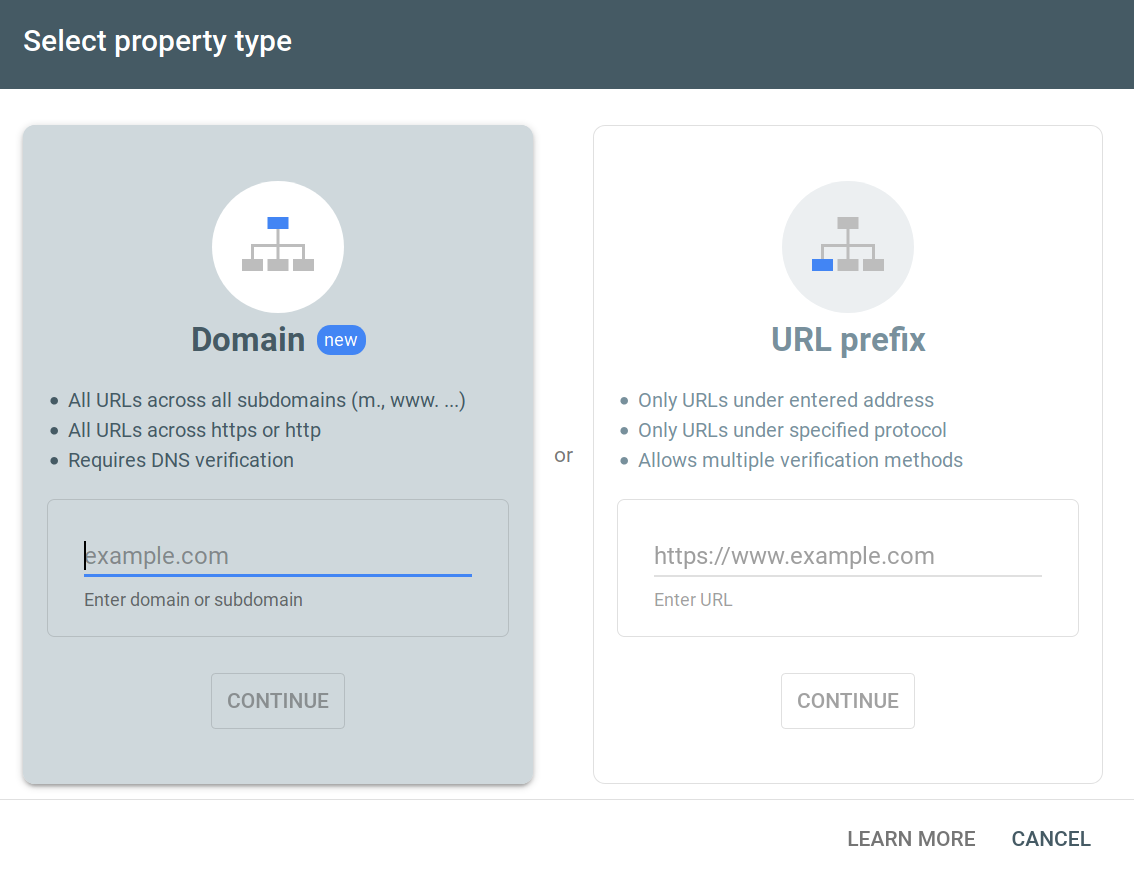 Select property type
Domain new
All URLs across all subdomains (m., www. ...)
All URLs across https or http
Requires DNS verification
example.com
Enter domain or subdomain
CONTINUE
or
URL prefix
Only URLs under entered address
Only URLs under specified protocol
Allows multiple verification methods
https://www.example.com
Enter URL
CONTINUE
LEARN MORE CANCEL